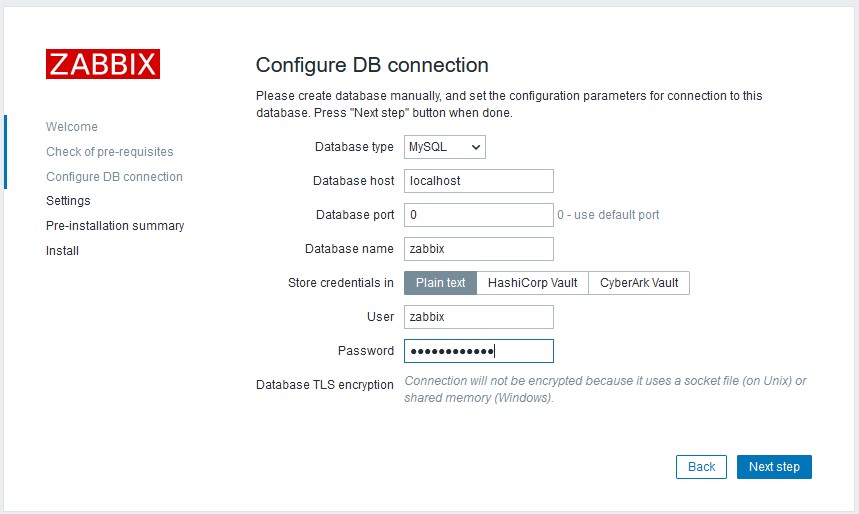 ZABBIX
Welcome
Check of pre-requisites
Configure DB connection
Settings
Pre-installation summary
Install
Configure DB connection
Please create database manually, and set the configuration parameters for connection to this
database. Press "Next step" button when done.
Database type MySQL
Database host localhost
Database port 0 0 - use default port
Database name zabbix
Store credentials in Plain text HashiCorp Vault CyberArk Vault
User zabbix
Password ●●●●●●●●●●●●
Database TLS encryption Connection will not be encrypted because it uses a socket file (on Unix) or
shared memory (Windows).
Back Next step